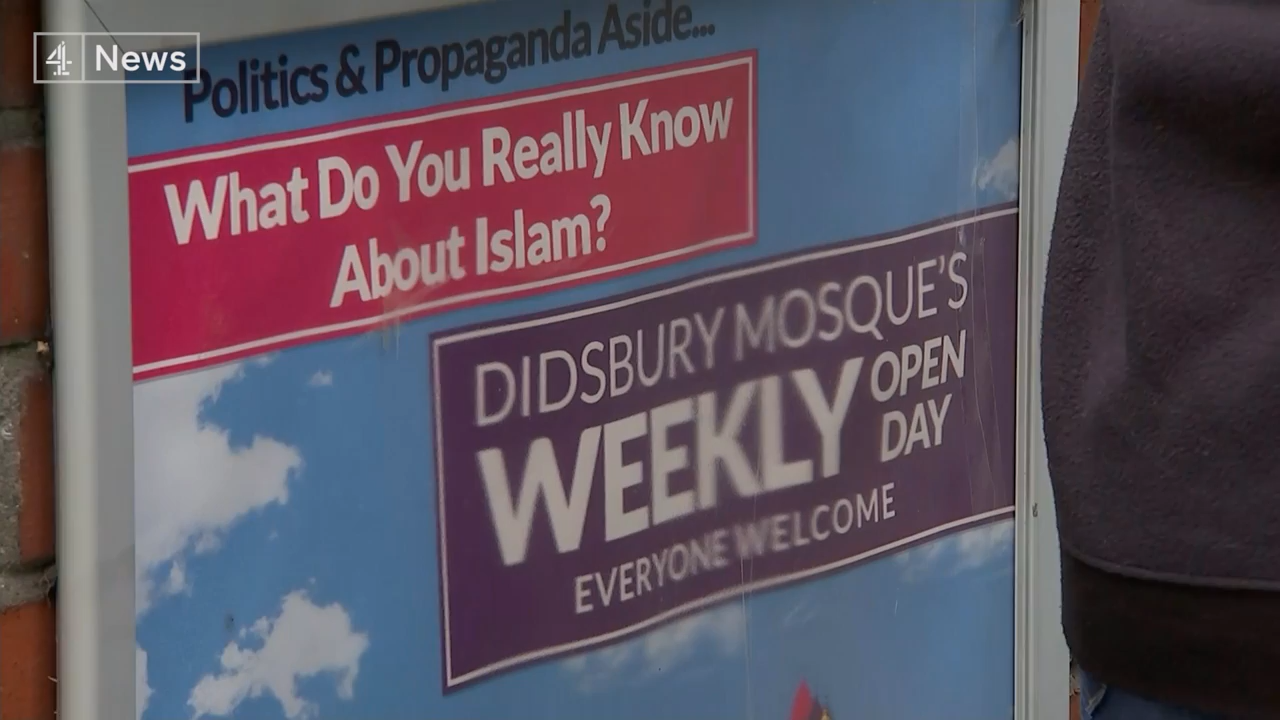 4 News
Politics & Propaganda Aside...
What Do You Really Know
About Islam?
DIDSBURY MOSQUE'S
WEEKLY OPEN
DAY
EVERYONE WELCOME